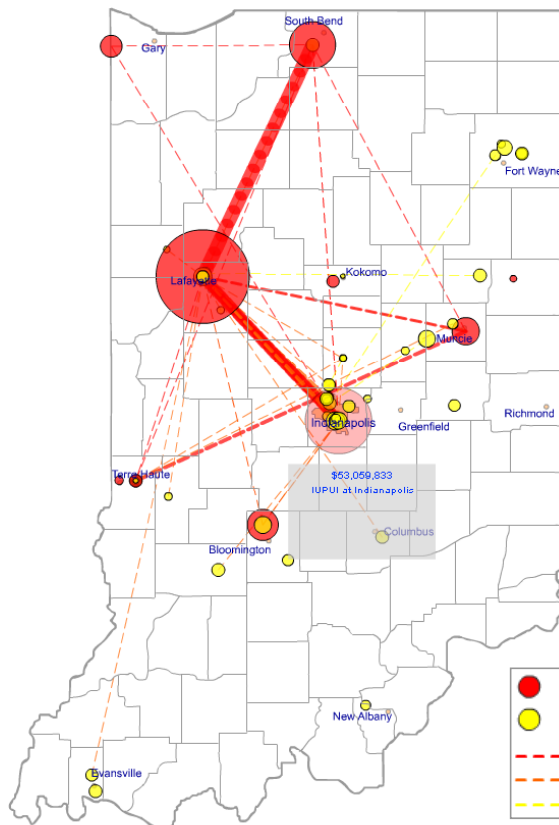 South Bend
Gary
Fort Wayne
Lafayette
Kokomo
Muncie
Indianapolis
Greenfield
Richmond
Terre Haute
$53,059,833
IUPUI at Indianapolis
Columbus
Bloomington
New Albany
Evansville